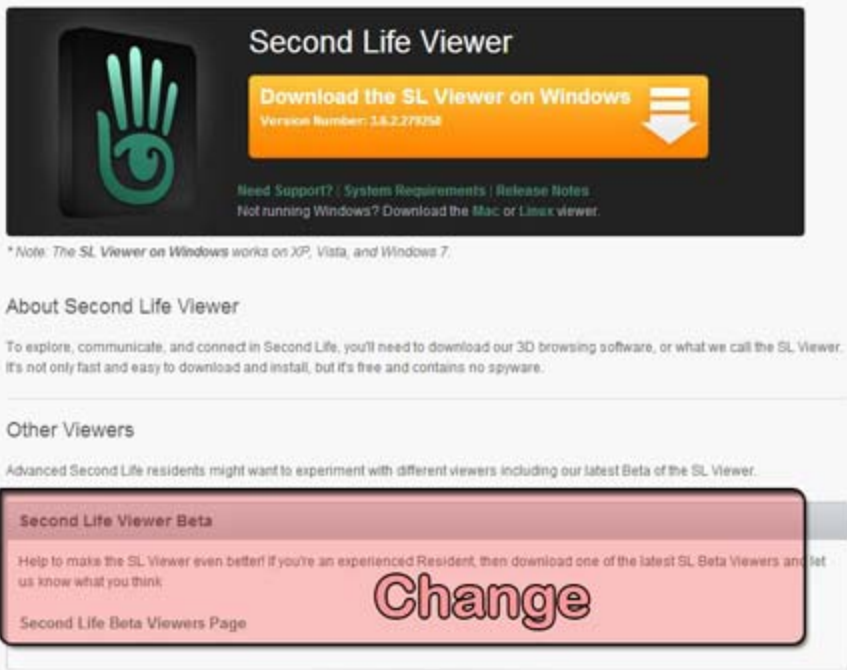 Second Life Viewer
Download the SL Viewer on Windows
Version Number: 3.6.2.279258
Need Support? | System Requirements | Release Notes
Not running Windows? Download the Mac or Linux viewer.
* Note: The SL Viewer on Windows works on XP, Vista, and Windows 7.
About Second Life Viewer
To explore, communicate, and connect in Second Life, you'll need to download our 3D browsing software, or what we call the SL Viewer.
It's not only fast and easy to download and install, but it's free and contains no spyware.
Other Viewers
Advanced Second Life residents might want to experiment with different viewers including our latest Beta of the SL Viewer.
Second Life Viewer Beta
Help to make the SL Viewer even better! If you're an experienced Resident, then download one of the latest SL Beta Viewers and let
us know what you think
Change
Second Life Beta Viewers Page